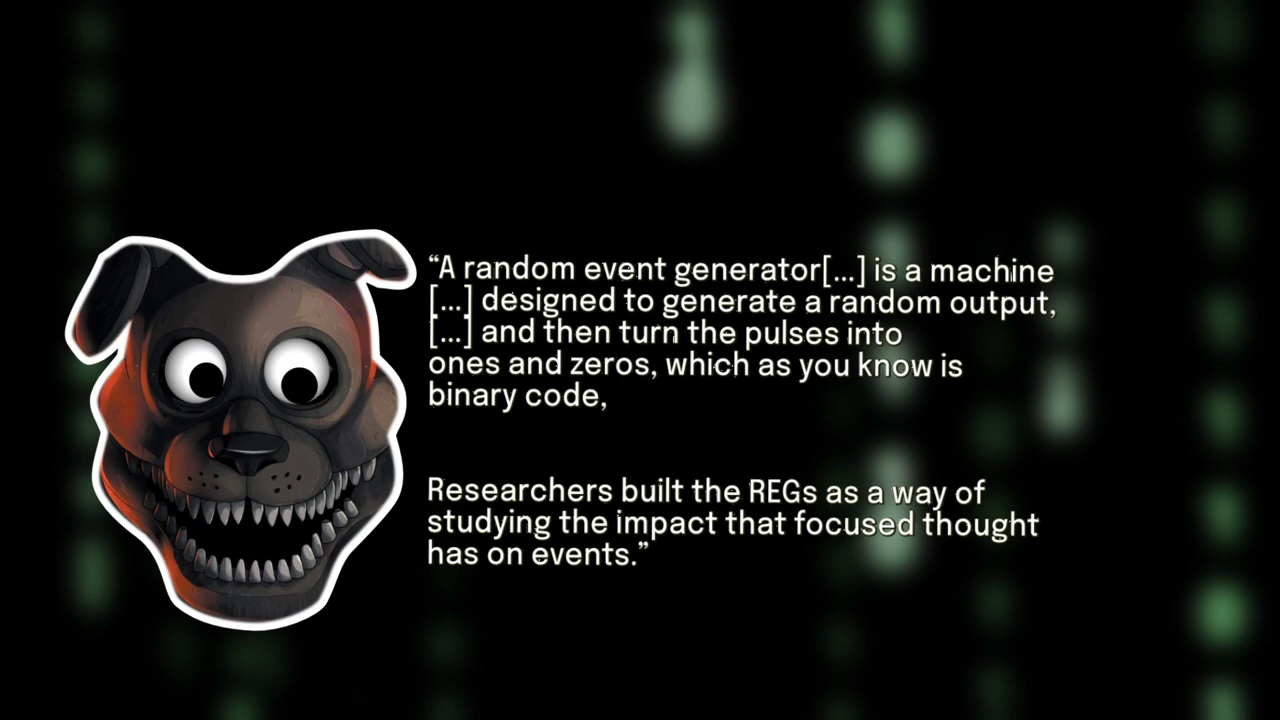 “A random event generator[...] is a machine
[...] designed to generate a random output,
[...] and then turn the pulses into
ones and zeros, which as you know is
binary code,
Researchers built the REGs as a way of
studying the impact that focused thought
has on events.”